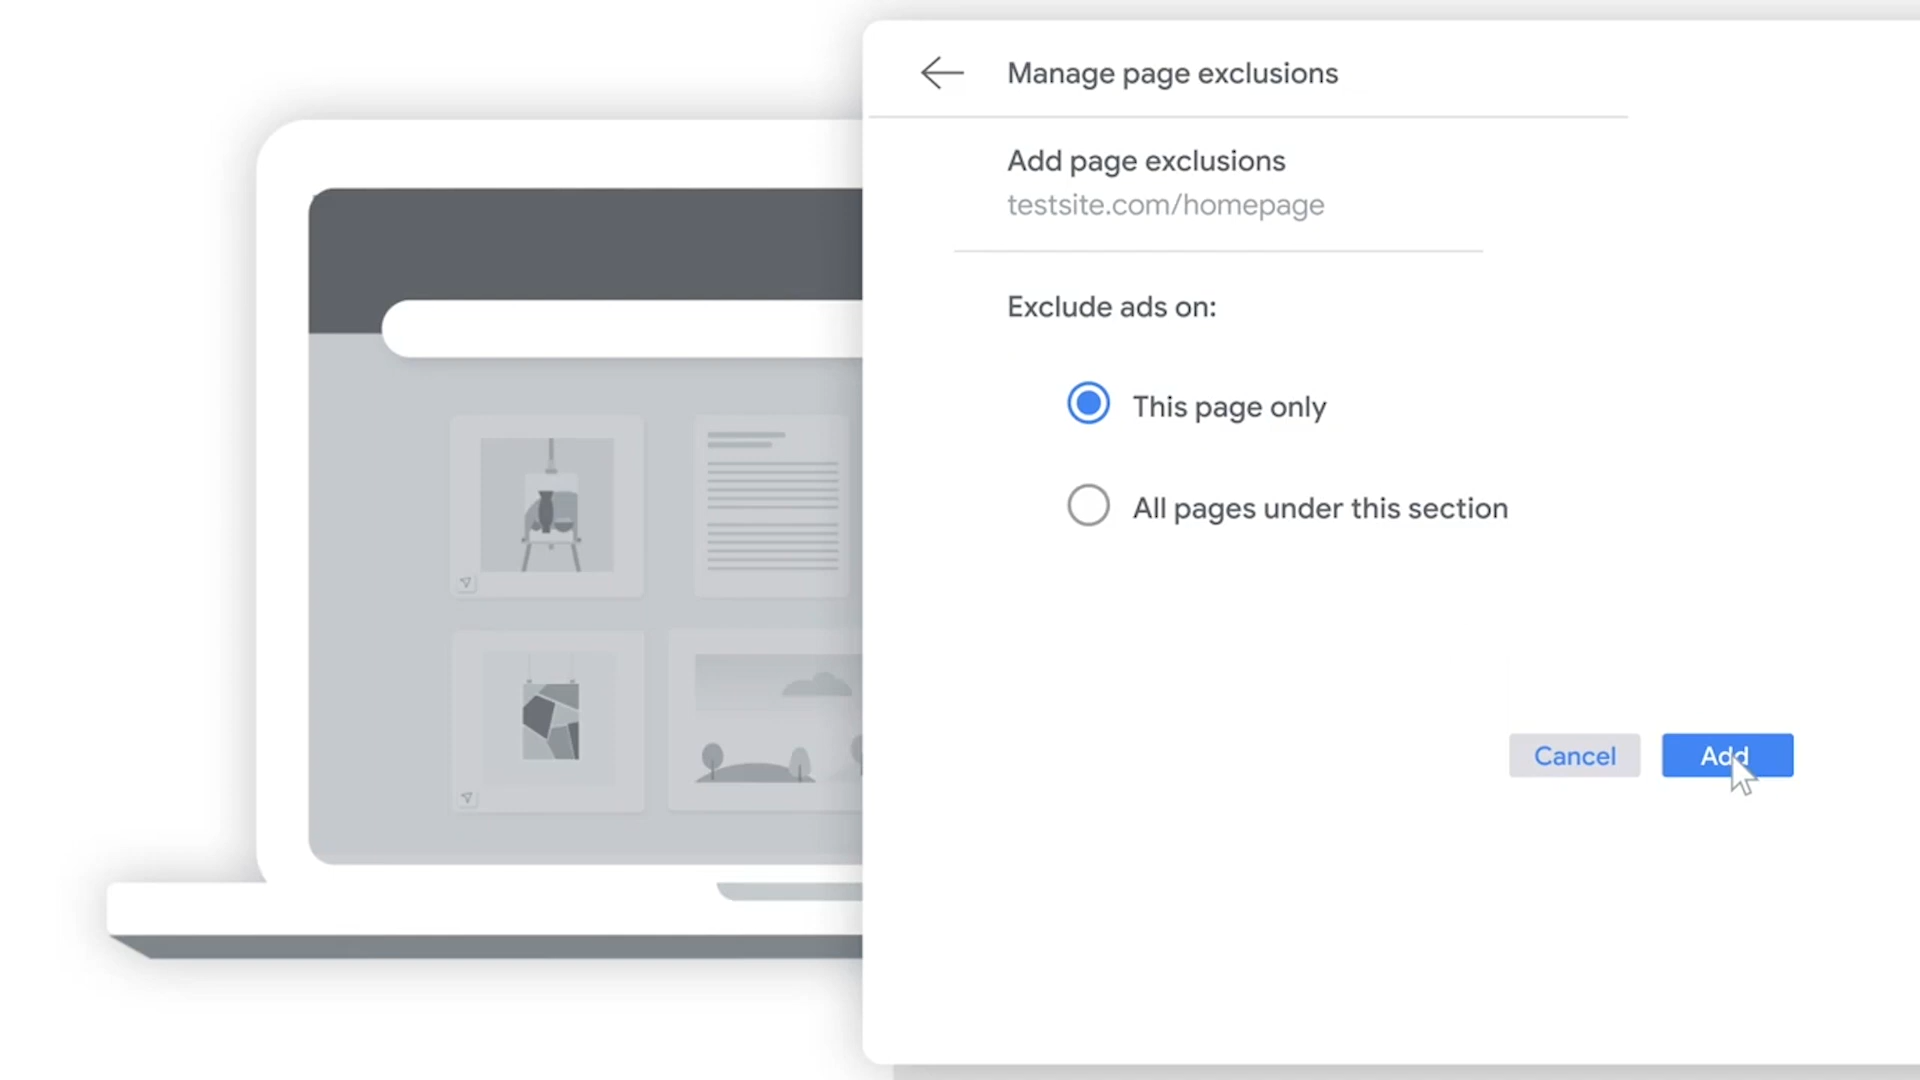 Manage page exclusions
Add page exclusions
testsite.com/homepage
Exclude ads on:
This page only
All pages under this section
Cancel
Add